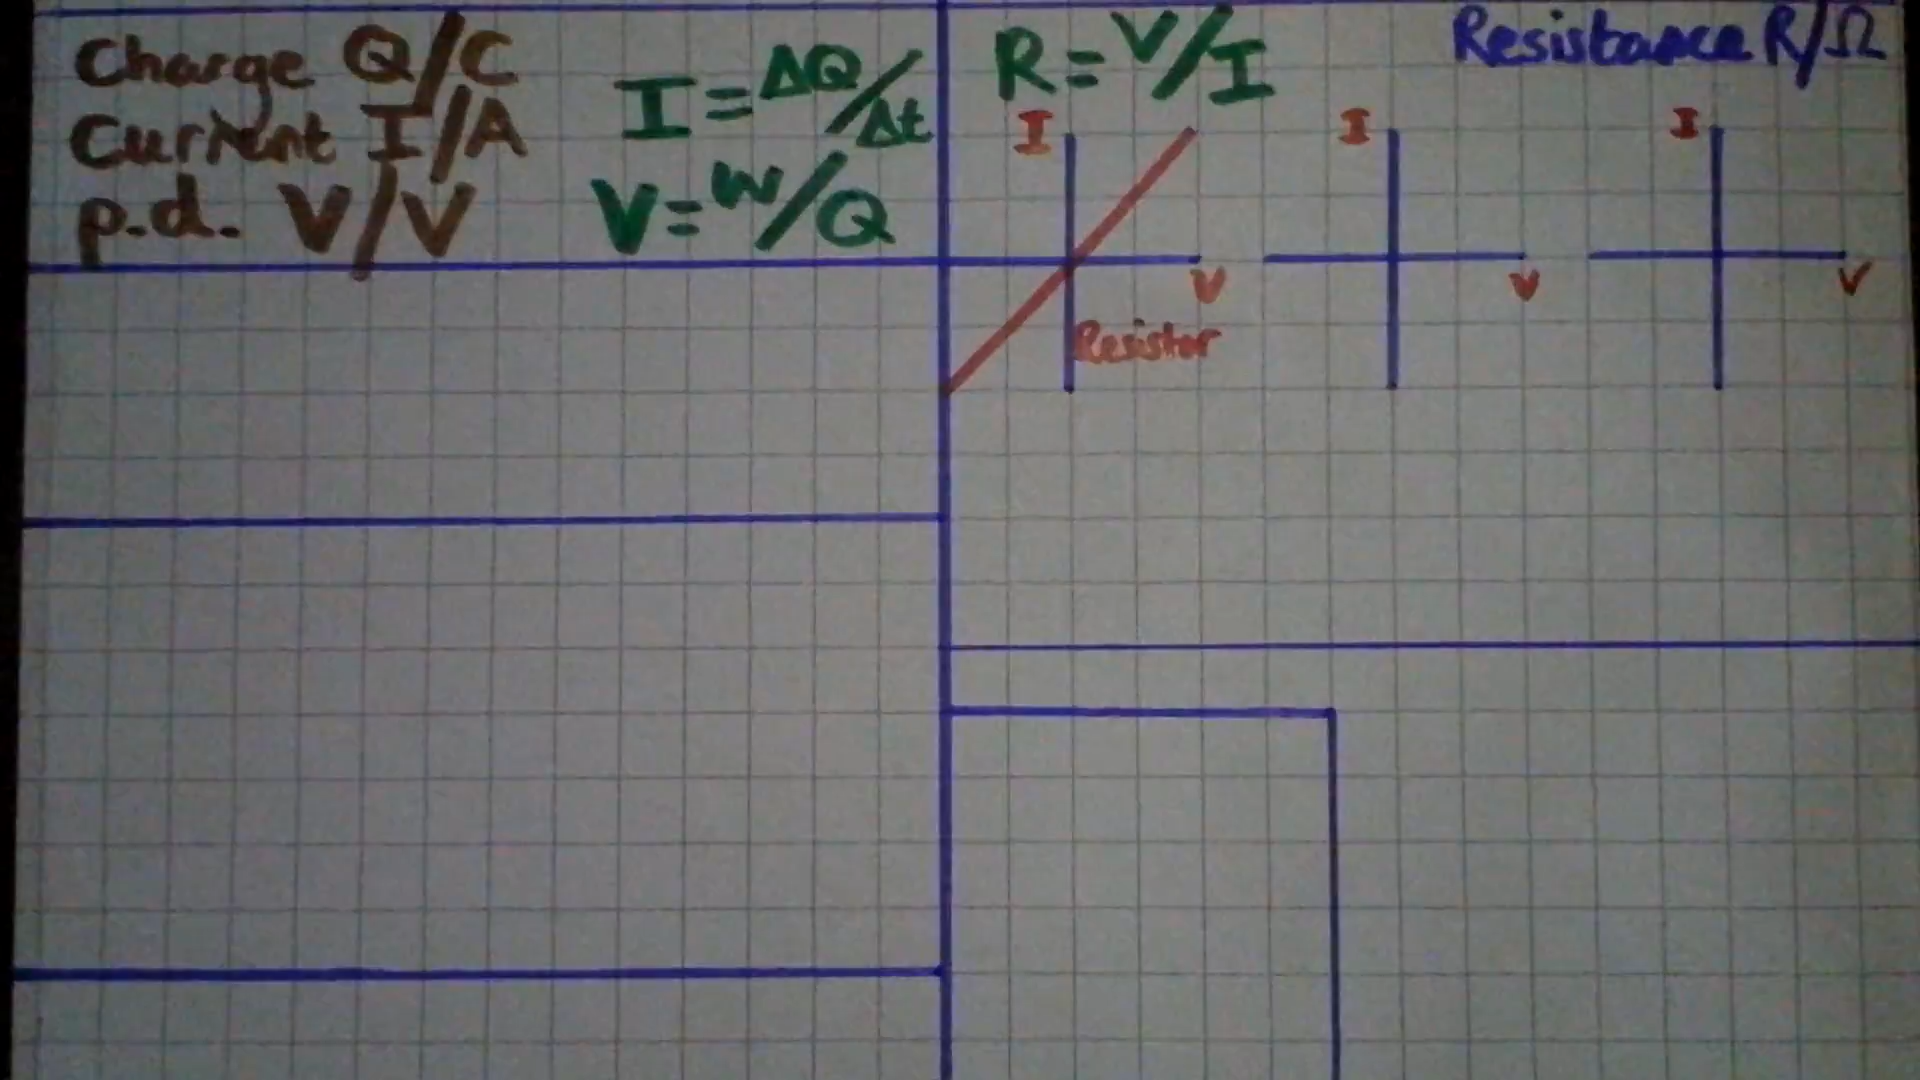 Charge Q/C
Current I/A
p.d. V/V
I = ΔQ/Δt
V = W/Q
R = V/I
Resistance R/Ω
I
V
Resistor
I
V
I
V